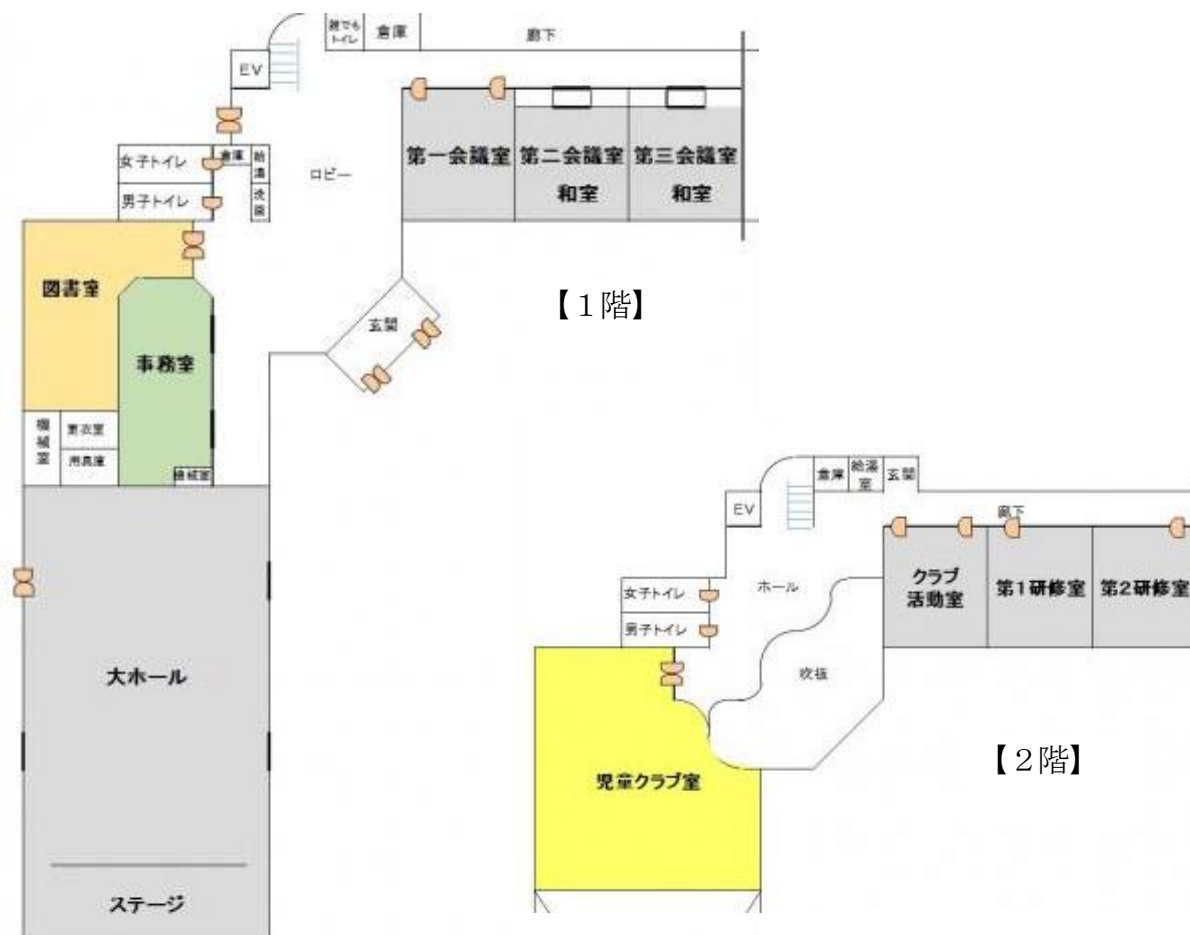 誰でも
トイレ
倉庫
廊下
EV
第一会議室
第二会議室
和室
第三会議室
和室
女子トイレ
倉庫
給湯
ロビー
男子トイレ
洗面
図書室
【１階】
玄関
事務室
機械室
更衣室
用具庫
機械室
大ホール
ステージ
倉庫
給湯室
玄関
EV
廊下
クラブ
活動室
第1研修室
第2研修室
女子トイレ
ホール
男子トイレ
吹抜
【２階】
児童クラブ室